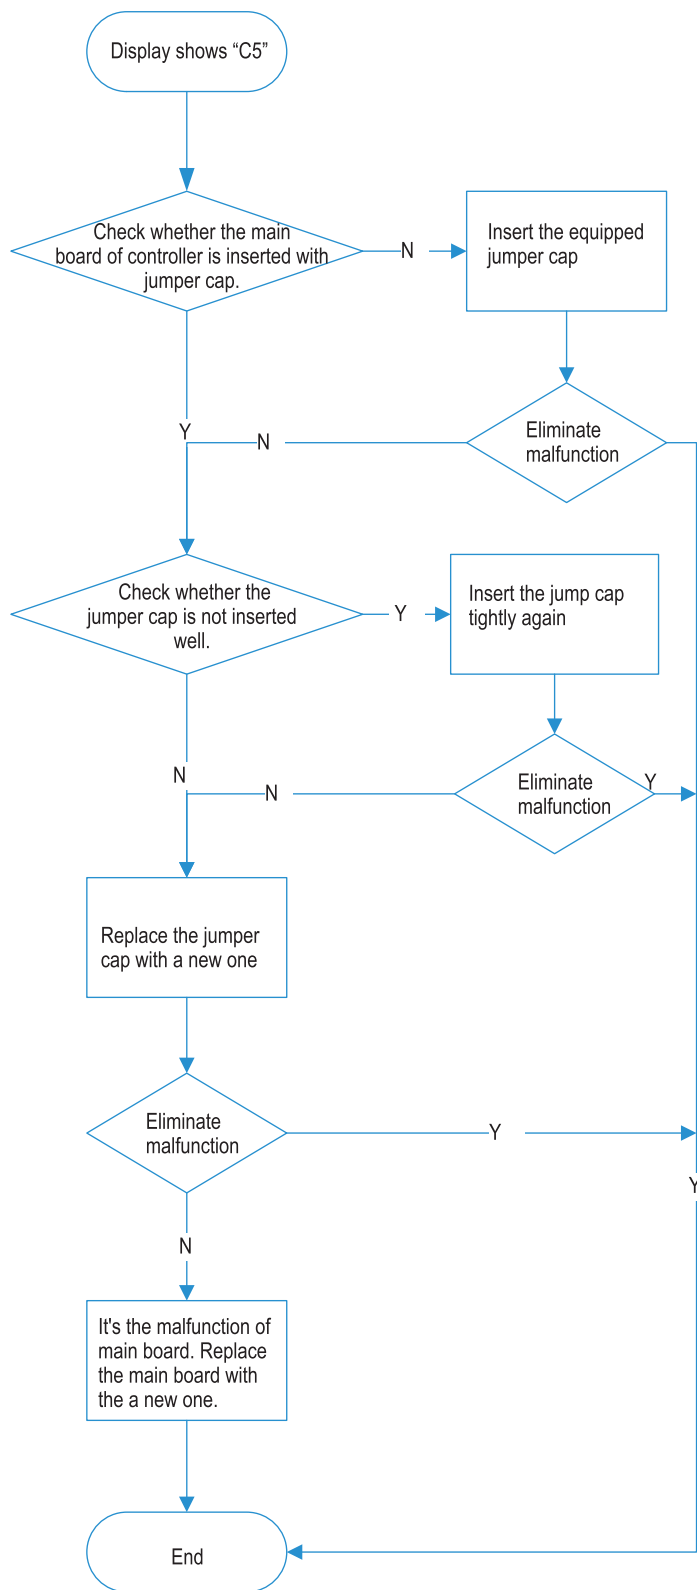 Display shows “C5”
Check whether the main
board of controller is inserted with
jumper cap.
N
Insert the equipped
jumper cap
Y
N
Eliminate
malfunction
Check whether the
jumper cap is not inserted
well.
Y
Insert the jump cap
tightly again
N
N
Eliminate
malfunction
Y
Replace the jumper
cap with a new one
Eliminate
malfunction
Y
Y
N
It's the malfunction of
main board. Replace
the main board with
the a new one.
End